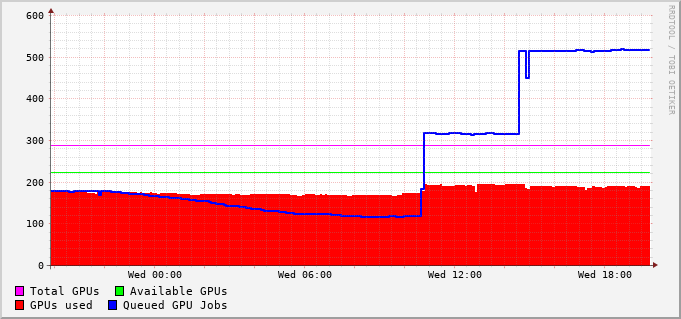 600
500
400
300
200
100
0
Wed 00:00 Wed 06:00 Wed 12:00 Wed 18:00
Total GPUs Available GPUs
GPUs used Queued GPU Jobs
RRDTOOL / TOBI OETIKER